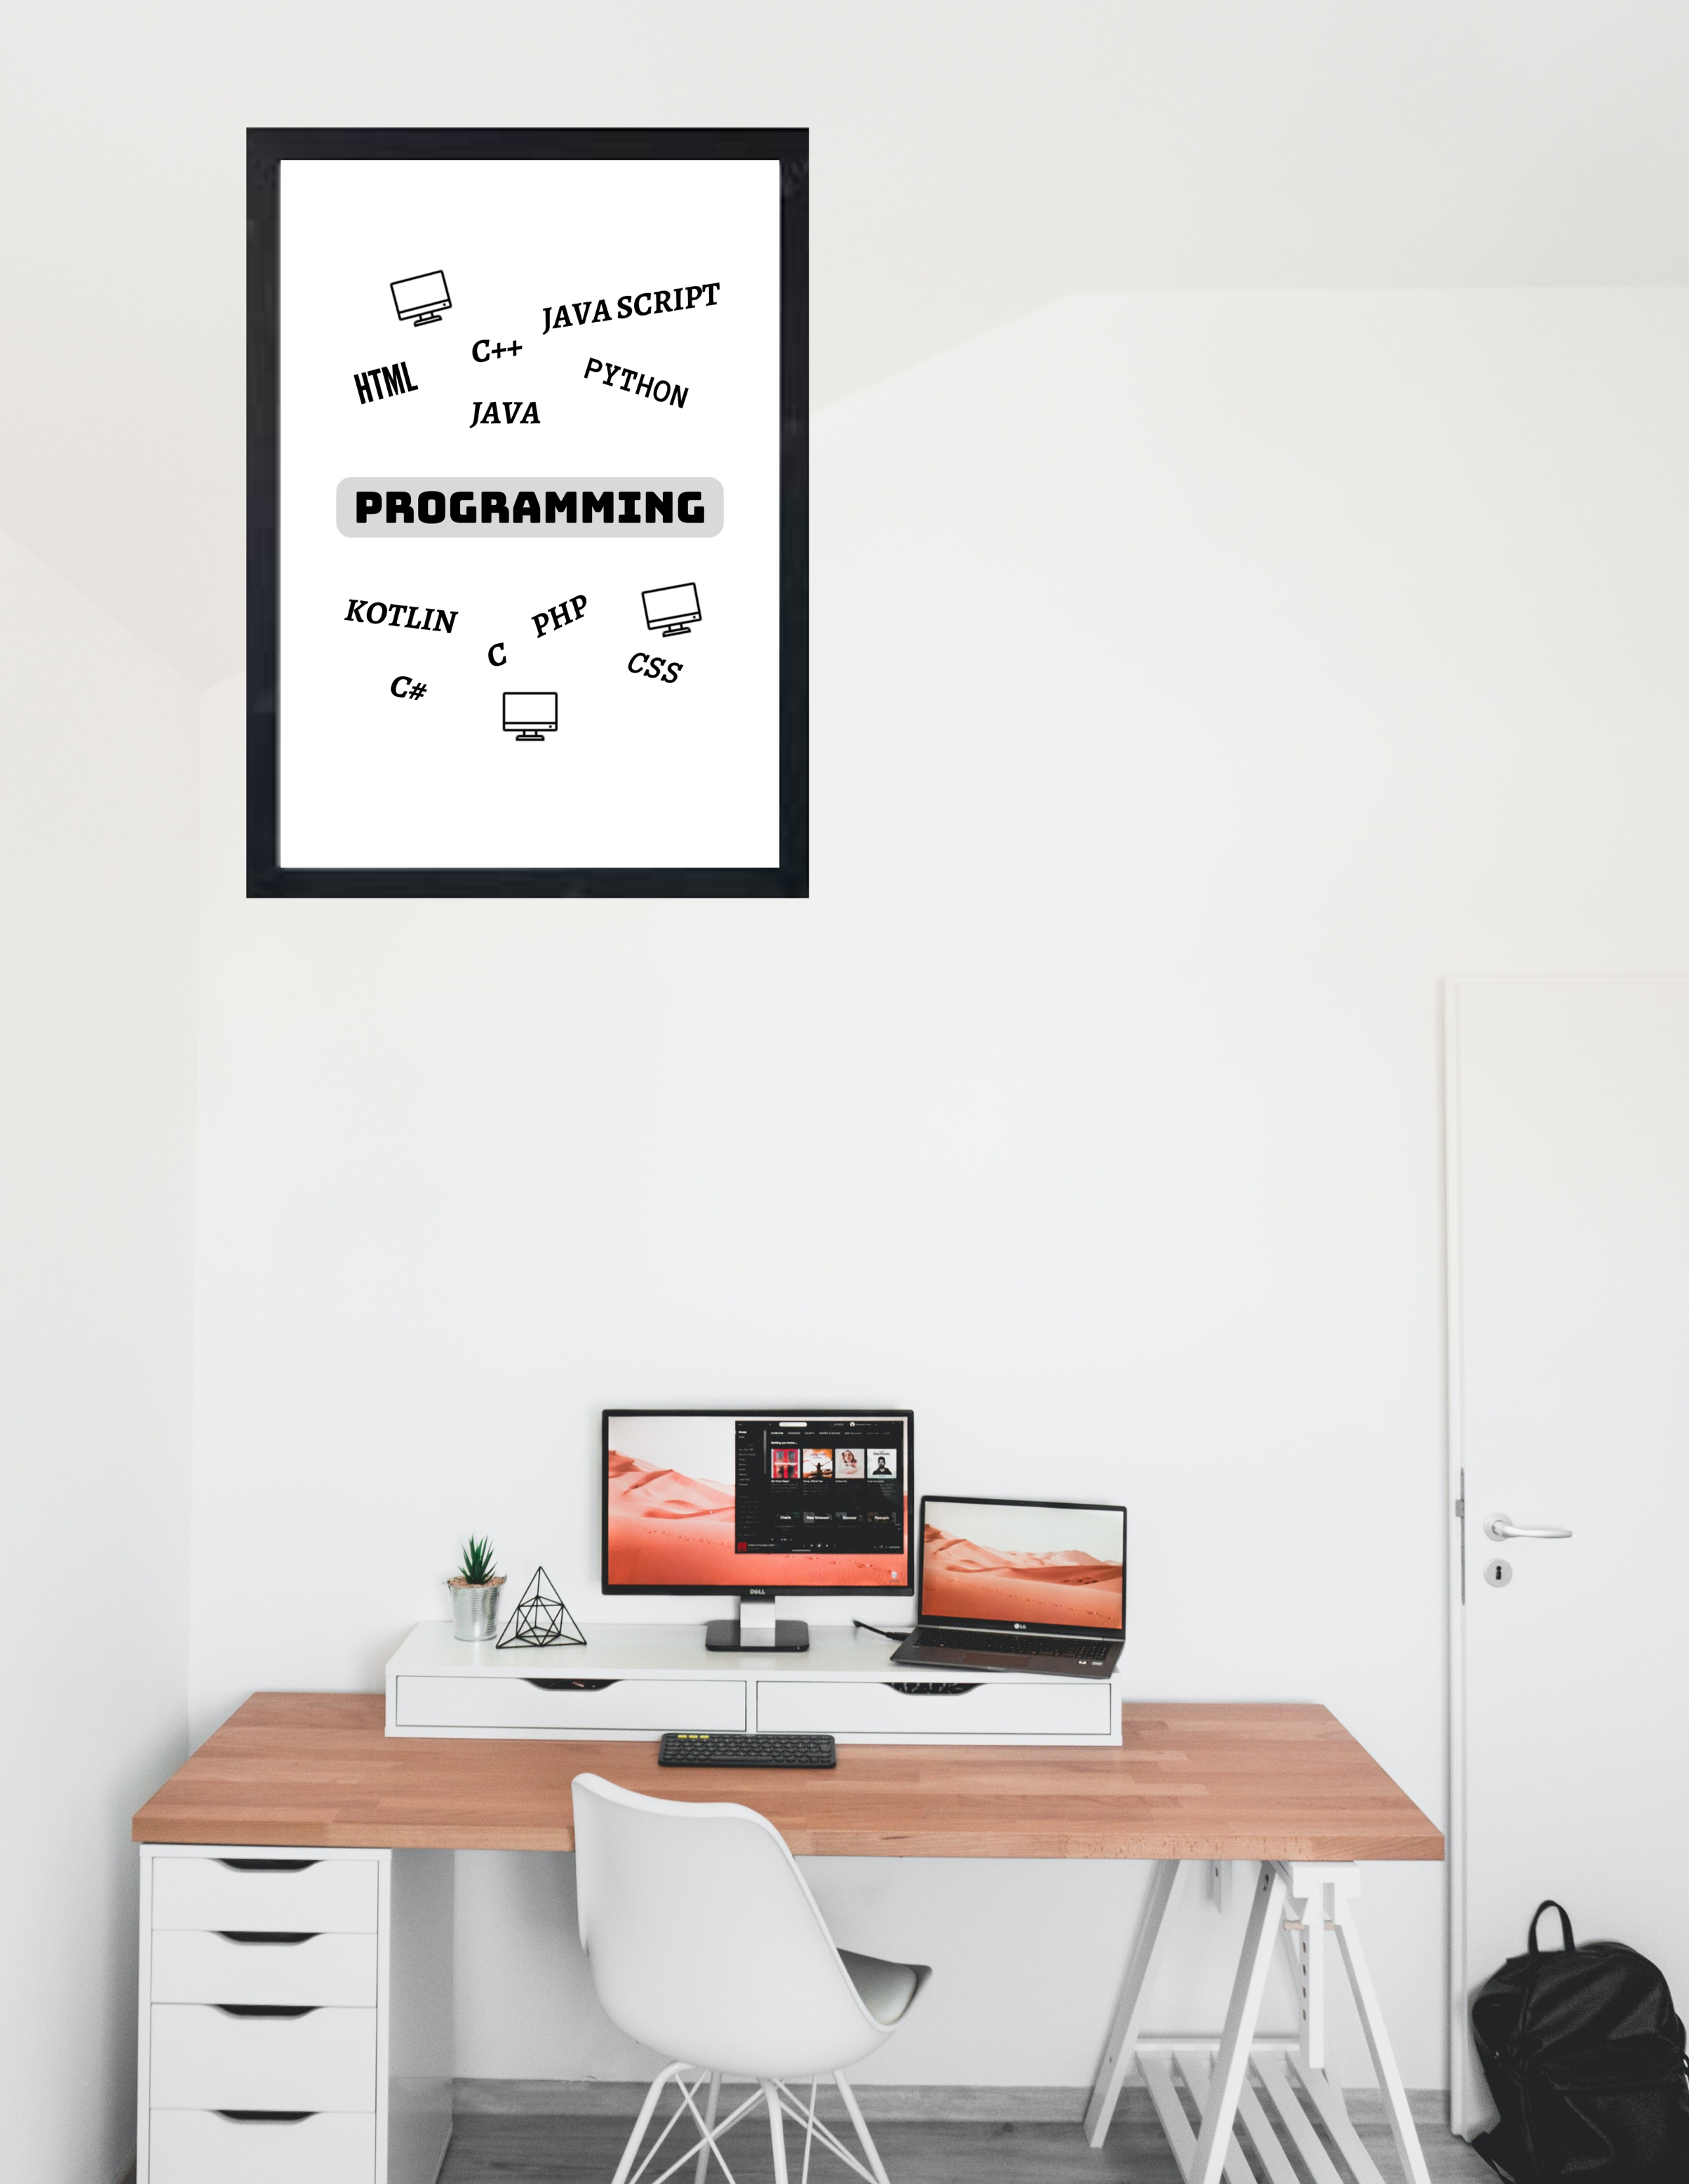 JAVA SCRIPT
C++
HTML
PYTHON
JAVA
PROGRAMMING
KOTLIN
PHP
C
CSS
C#
DELL
LG